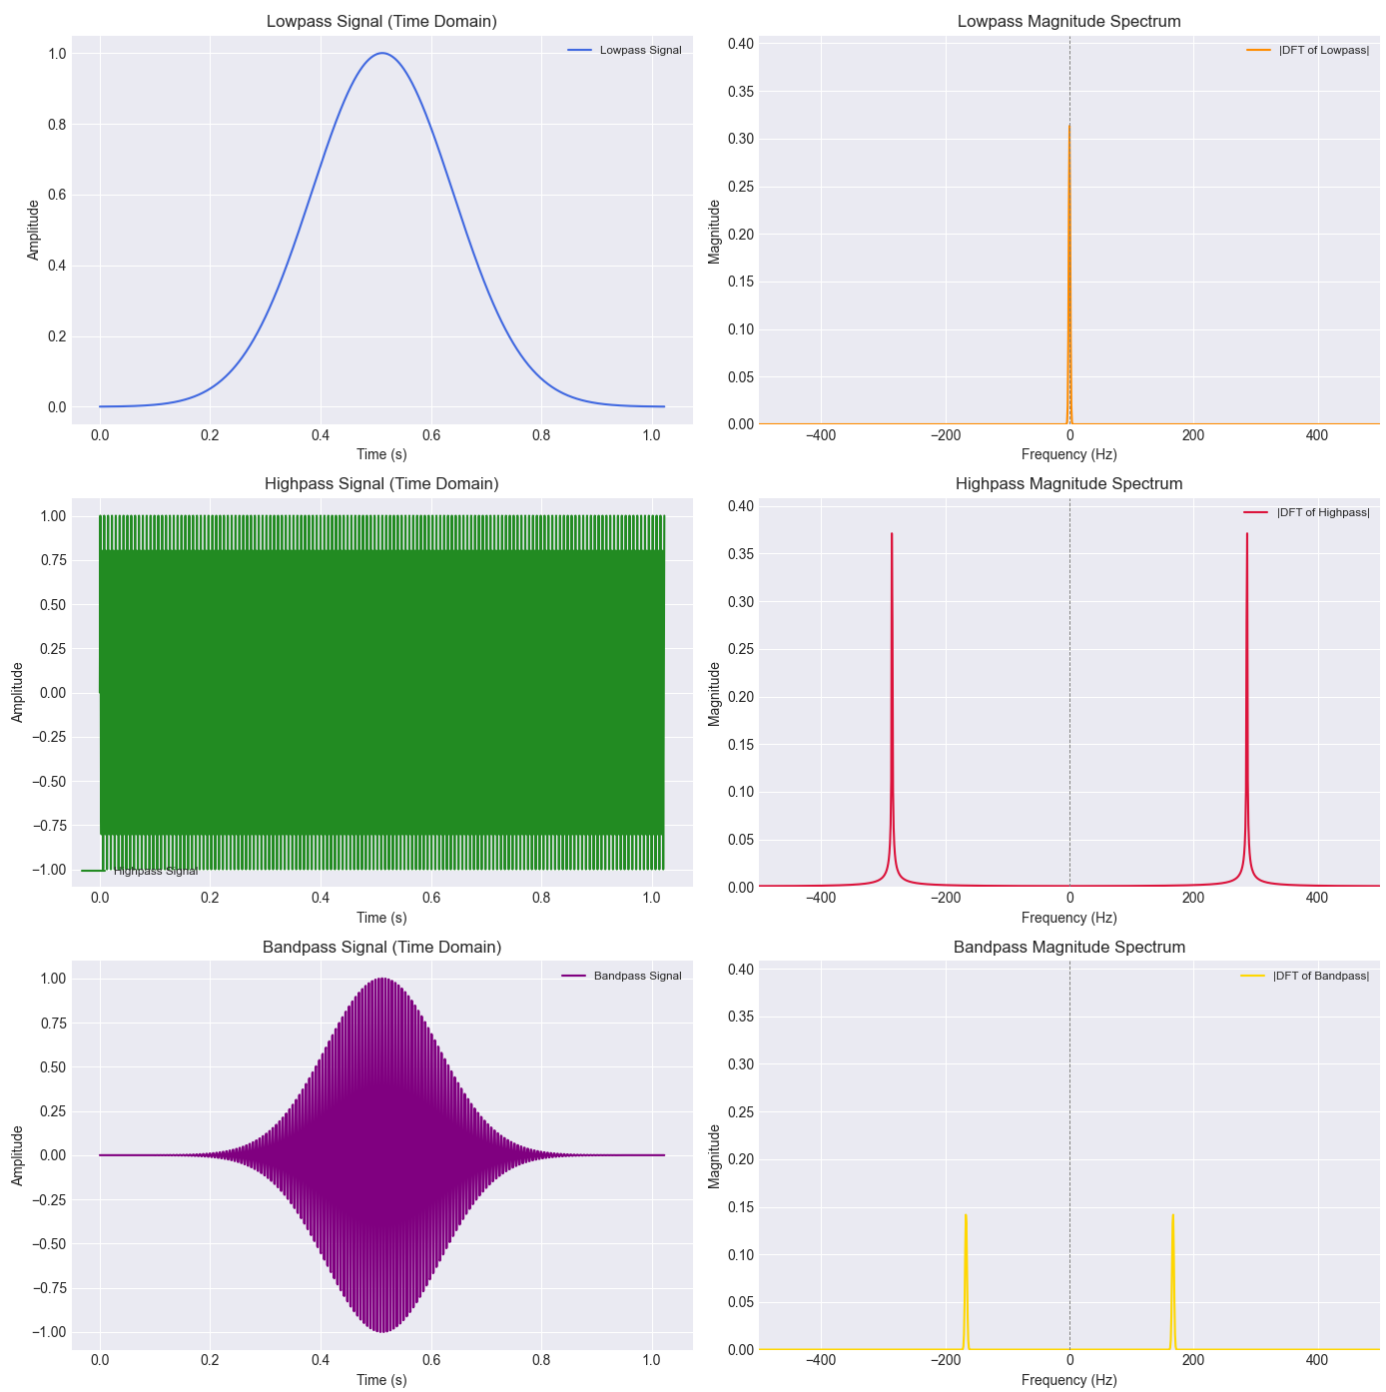 Lowpass Signal (Time Domain)
Lowpass Signal
1.0
0.8
0.6
0.4
0.2
0.0
Amplitude
0.0 0.2 0.4 0.6 0.8 1.0
Time (s)
Lowpass Magnitude Spectrum
|DFT of Lowpass|
0.40
0.35
0.30
0.25
0.20
0.15
0.10
0.05
0.00
Magnitude
−400 −200 0 200 400
Frequency (Hz)
Highpass Signal (Time Domain)
1.00
0.75
0.50
0.25
0.00
−0.25
−0.50
−0.75
−1.00
Amplitude
Highpass Signal
0.0 0.2 0.4 0.6 0.8 1.0
Time (s)
Highpass Magnitude Spectrum
|DFT of Highpass|
0.40
0.35
0.30
0.25
0.20
0.15
0.10
0.05
0.00
Magnitude
−400 −200 0 200 400
Frequency (Hz)
Bandpass Signal (Time Domain)
Bandpass Signal
1.00
0.75
0.50
0.25
0.00
−0.25
−0.50
−0.75
−1.00
Amplitude
0.0 0.2 0.4 0.6 0.8 1.0
Time (s)
Bandpass Magnitude Spectrum
|DFT of Bandpass|
0.40
0.35
0.30
0.25
0.20
0.15
0.10
0.05
0.00
Magnitude
−400 −200 0 200 400
Frequency (Hz)